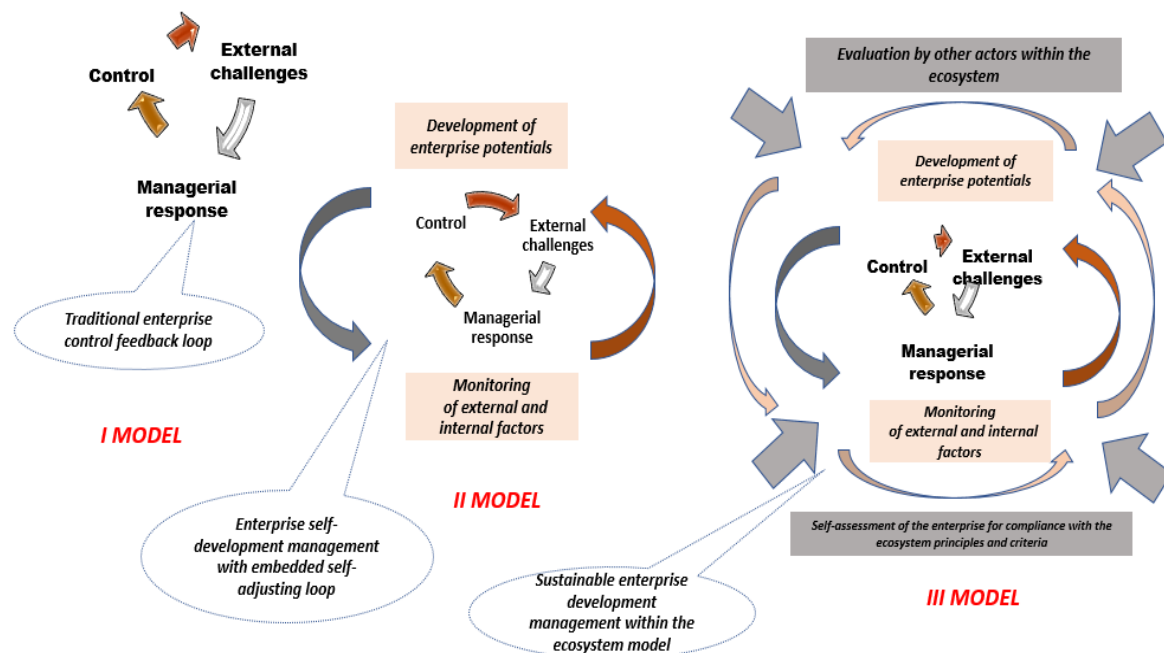 External
challenges
Control
Managerial
response
Traditional enterprise
control feedback loop
I MODEL
Development of
enterprise potentials
Control
External
challenges
Managerial
response
Monitoring
of external and
internal factors
II MODEL
Enterprise self-
development management
with embedded self-
adjusting loop
Evaluation by other actors within the
ecosystem
Development of
enterprise potentials
External
challenges
Control
Managerial
response
Monitoring
of external and internal
factors
Self-assessment of the enterprise for compliance with the
ecosystem principles and criteria
Sustainable enterprise
development
management within the
ecosystem model
III MODEL